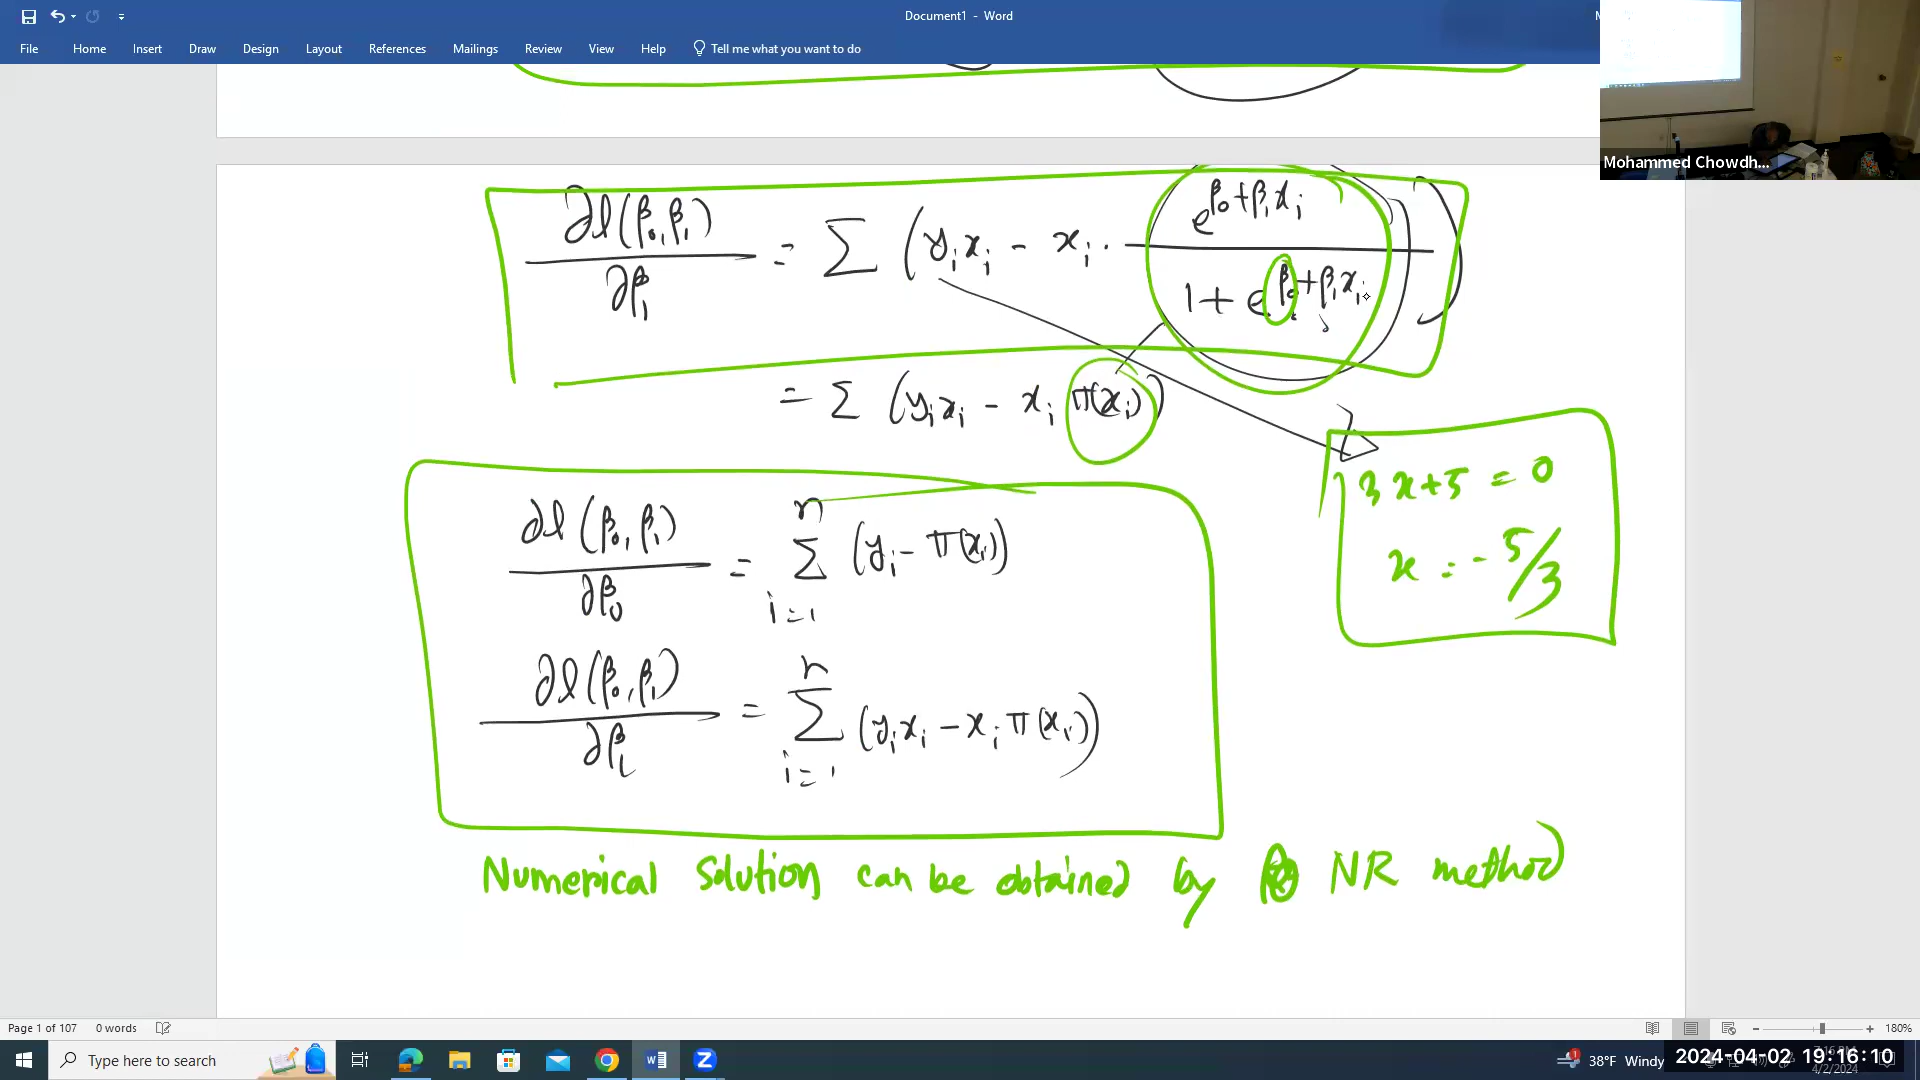 Document1 - Word
File Home Insert Draw Design Layout References Mailings Review View Help Tell me what you want to do
Mohammed Chowdh...
∂l(β₀,β₁)/∂β₁ = Σ (yᵢxᵢ - xᵢ · e^(β₀+β₁xᵢ) / 1 + e^(β₀+β₁xᵢ))
= Σ (yᵢxᵢ - xᵢ π(xᵢ))
3x+5 = 0
x = -5/3
∂l(β₀,β₁)/∂β₀ = Σ i=1 n (yᵢ - π(xᵢ))
∂l(β₀,β₁)/∂β₁ = Σ i=1 n (yᵢxᵢ - xᵢπ(xᵢ))
Numerical solution can be obtained by NR method
Page 1 of 107 0 words 180%
Type here to search
1 38°F Windy
2024-04-02 19:16:10
4/2/2024